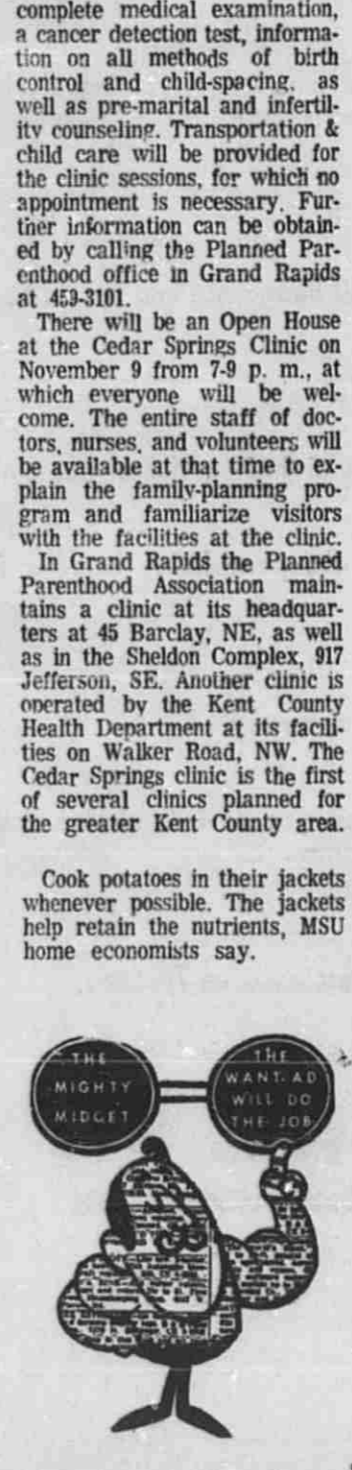 complete medical examination,
a cancer detection test, informa-
tion on all methods of birth
control and child-spacing, as
well as pre-marital and infertil-
ity counseling. Transportation &
child care will be provided for
the clinic sessions, for which no
appointment is necessary. Fur-
ther information can be obtain-
ed by calling the Planned Par-
enthood office in Grand Rapids
at 459-3101.
There will be an Open House
at the Cedar Springs Clinic on
November 9 from 7-9 p. m., at
which everyone will be wel-
come. The entire staff of doc-
tors, nurses, and volunteers will
be available at that time to ex-
plain the family-planning pro-
gram and familiarize visitors
with the facilities at the clinic.
In Grand Rapids the Planned
Parenthood Association main-
tains a clinic at its headquar-
ters at 45 Barclay, NE, as well
as in the Sheldon Complex, 917
Jefferson, SE. Another clinic is
operated by the Kent County
Health Department at its facili-
ties on Walker Road, NW. The
Cedar Springs clinic is the first
of several clinics planned for
the greater Kent County area.
Cook potatoes in their jackets
whenever possible. The jackets
help retain the nutrients, MSU
home economists say.
THE
MIGHTY
MIDGET
THE
WANT-AD
WILL DO
THE JOB